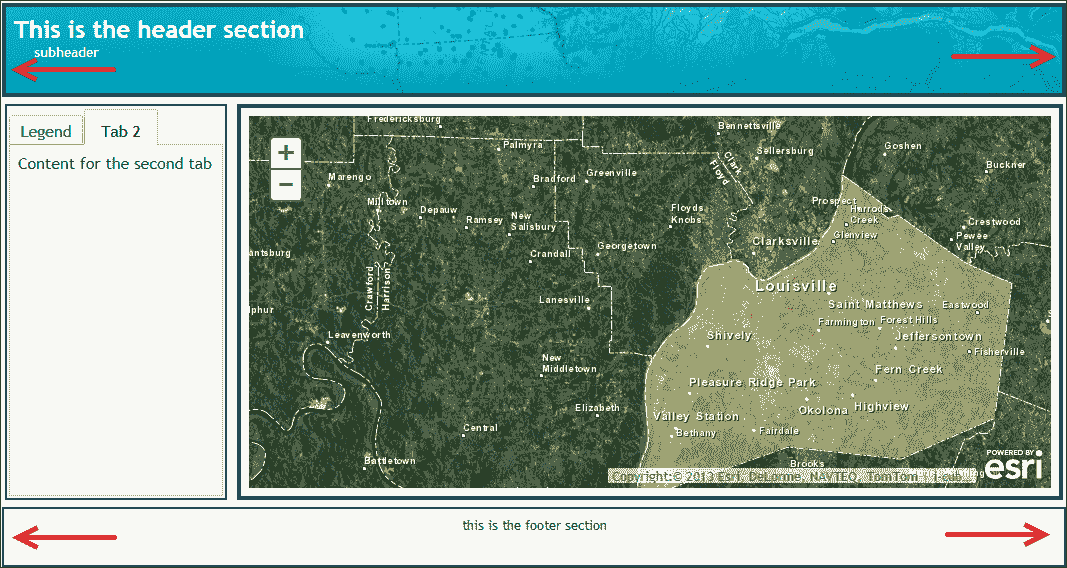 This is the header section
subheader
Legend
Tab 2
Content for the second tab
+
−
Fredericksburg
Palmyra
Bennettsville
Sellersburg
Goshen
Buckner
Marengo
Bradford
Greenville
Clark
Floyd
Milltown
Depauw
Ramsey
New
Salisbury
Floyds
Knobs
Prospect
Harrods
Creek
Glenview
Crestwood
Pewee
Valley
antsburg
Crandall
Georgetown
Clarksville
Crawford
Harrison
Louisville
Lanesville
Saint Matthews
Eastwood
lphur
Farmington
Forest Hills
Leavenworth
Shively
Jeffersontown
Fisherville
New
Middletown
Fern Creek
Pleasure Ridge Park
Elizabeth
Okolona
Highview
Valley Station
Central
Bethany
Fairdale
Battletown
Brooks
POWERED BY
esri
Copyright:© 2013 Esri, DeLorme, NAVTEQ, TomTom
this is the footer section